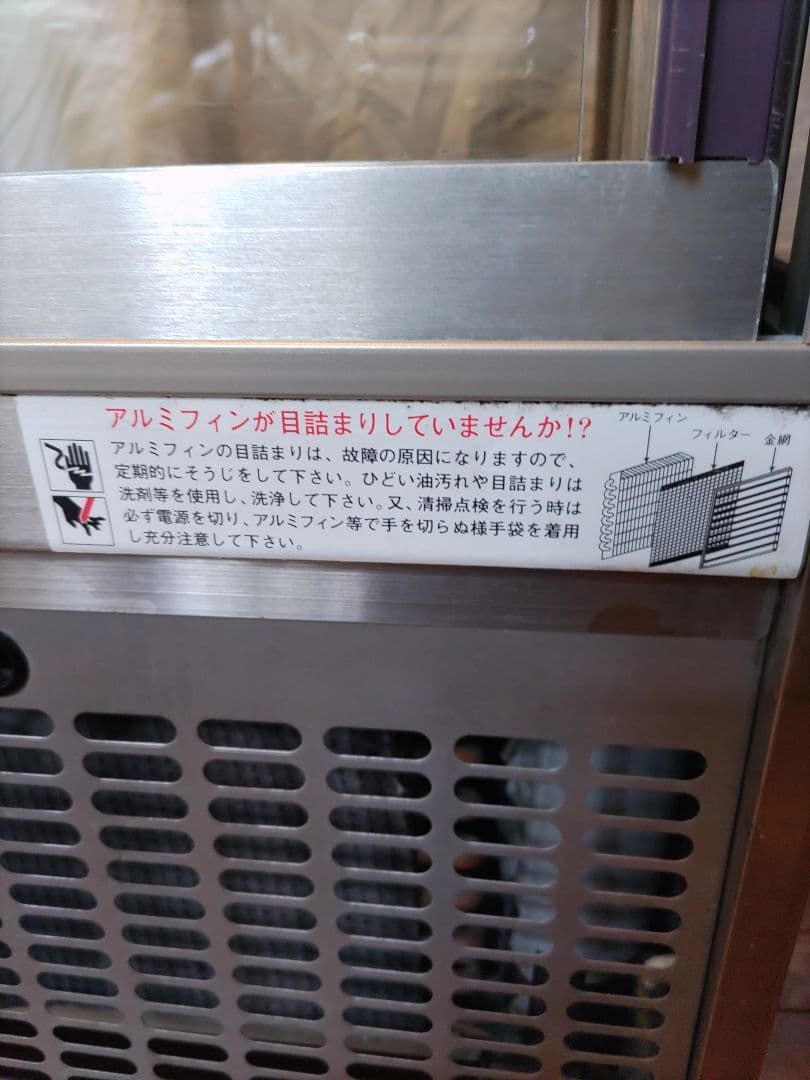 アルミフィンが目詰まりしていませんか!?
アルミフィンの目詰まりは、故障の原因になりますので、
定期的にそうじをして下さい。ひどい油汚れや目詰まりは
洗剤等を使用し、洗浄して下さい。又、清掃点検を行う時は
必ず電源を切り、アルミフィン等で手を切らぬ様手袋を着用
し充分注意して下さい。
アルミフィン
フィルター
金網